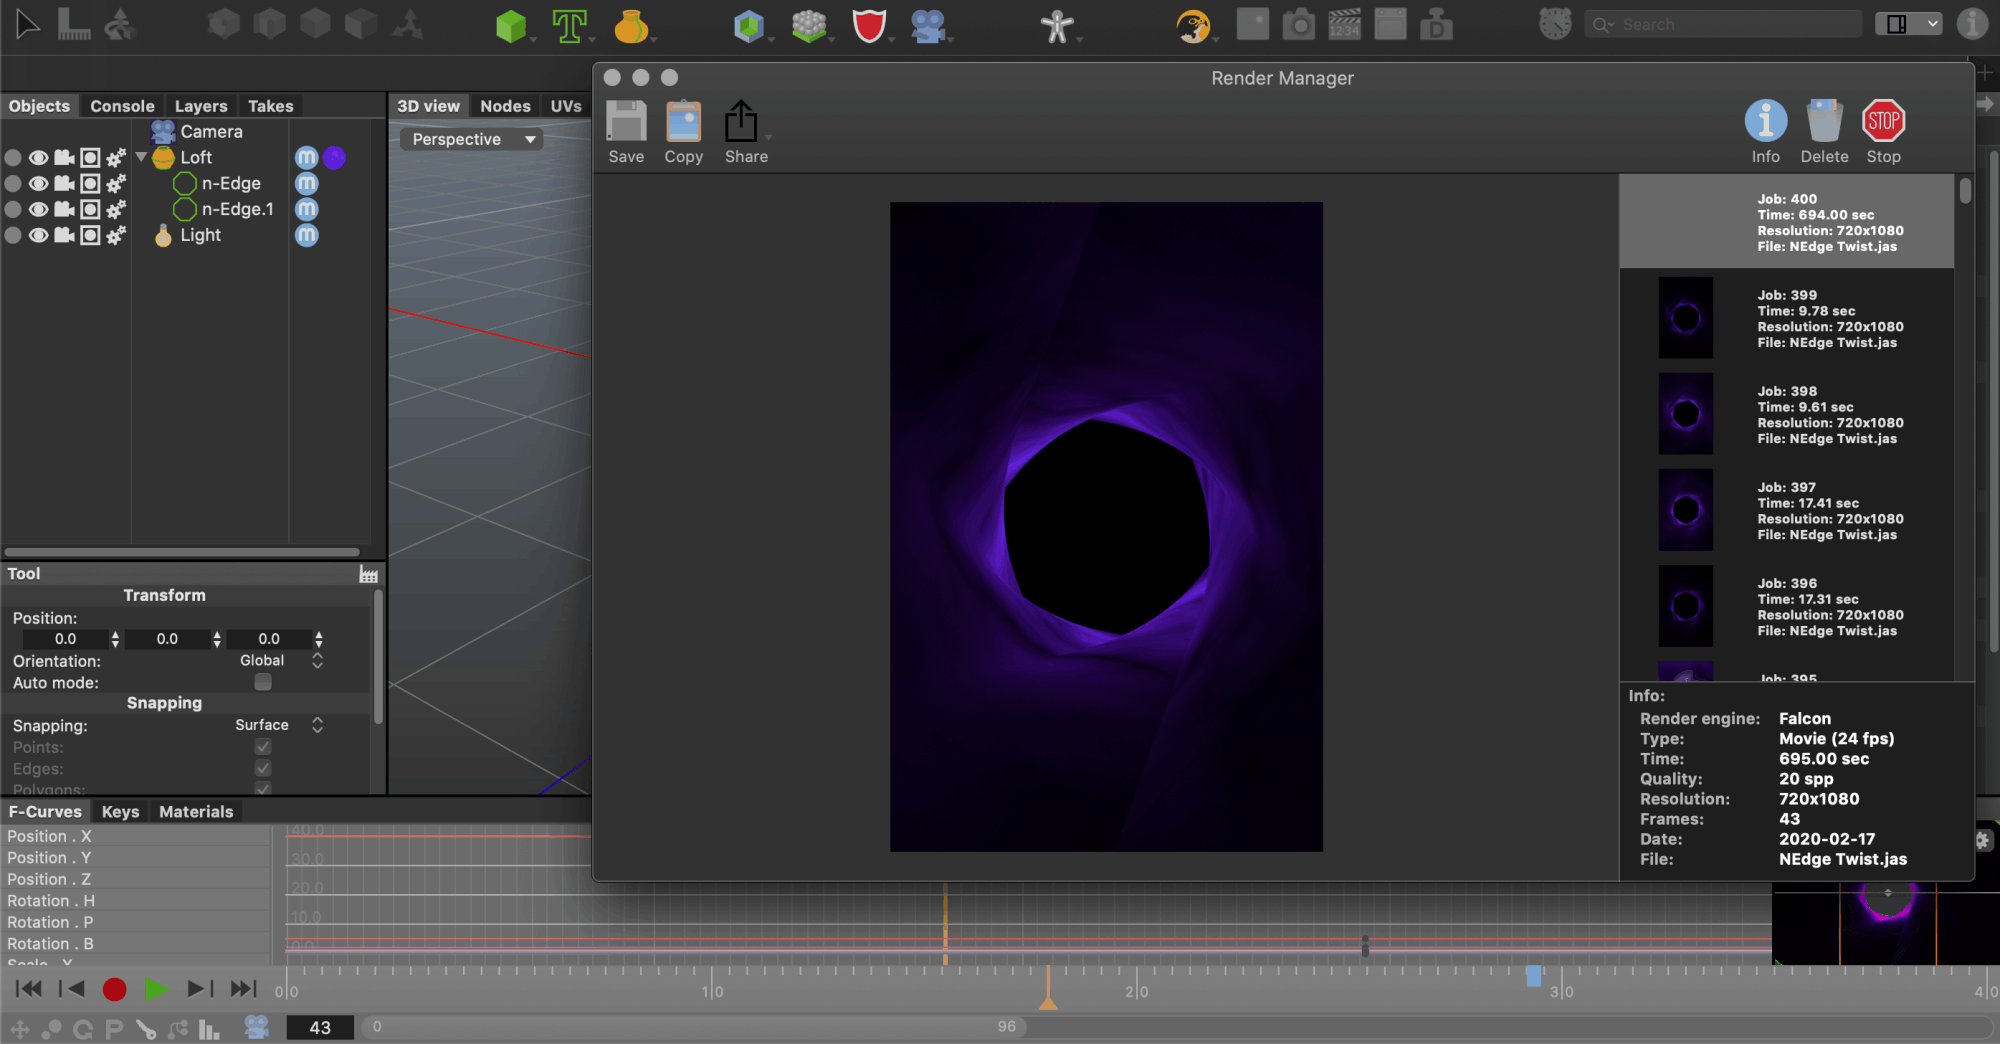 12:34
Search
Render Manager
Objects Console Layers Takes
3D view Nodes UVs
Perspective
Save Copy Share
STOP
Info Delete Stop
Camera
Loft
n-Edge
n-Edge.1
Light
m
m
m
m
Job: 400
Time: 694.00 sec
Resolution: 720x1080
File: NEdge Twist.jas
Job: 399
Time: 9.78 sec
Resolution: 720x1080
File: NEdge Twist.jas
Job: 398
Time: 9.61 sec
Resolution: 720x1080
File: NEdge Twist.jas
Job: 397
Time: 17.41 sec
Resolution: 720x1080
File: NEdge Twist.jas
Job: 396
Time: 17.31 sec
Resolution: 720x1080
File: NEdge Twist.jas
Job: 395
Info:
Render engine: Falcon
Type: Movie (24 fps)
Time: 695.00 sec
Quality: 20 spp
Resolution: 720x1080
Frames: 43
Date: 2020-02-17
File: NEdge Twist.jas
Tool
Transform
Position:
0.0 0.0 0.0
Orientation: Global
Auto mode:
Snapping
Snapping: Surface
Points:
Edges:
Polygons:
F-Curves Keys Materials
Position . X
Position . Y
Position . Z
Rotation . H
Rotation . P
Rotation . B
Scale . X
40.0
30.0
20.0
10.0
0.0
0|0 1|0 2|0 3|0 4|0
P
43 0 96